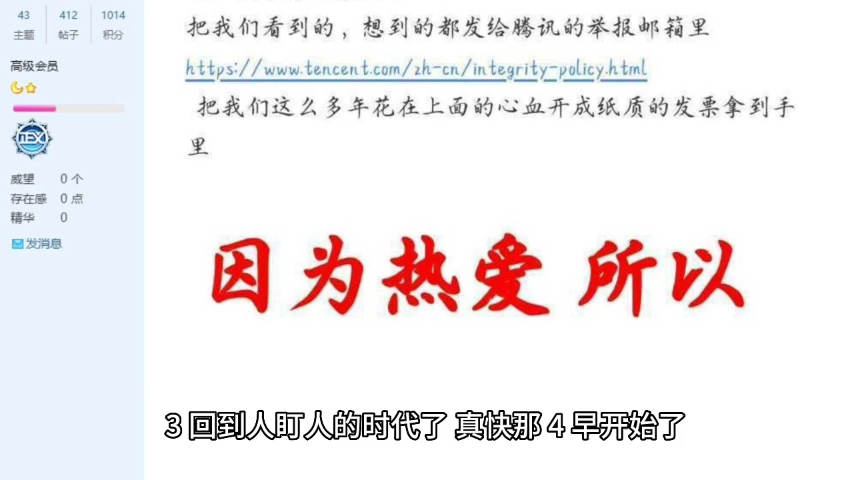 43 412 1014
主题 帖子 积分
高级会员
TEX
威望 0 个
存在感 0 点
精华 0
发消息
把我们看到的，想到的都发给腾讯的举报邮箱里
https://www.tencent.com/zh-cn/integrity-policy.html
把我们这么多年花在上面的心血开成纸质的发票拿到手
里
因为热爱 所以
3 回到人盯人的时代了 真快那 4 早开始了